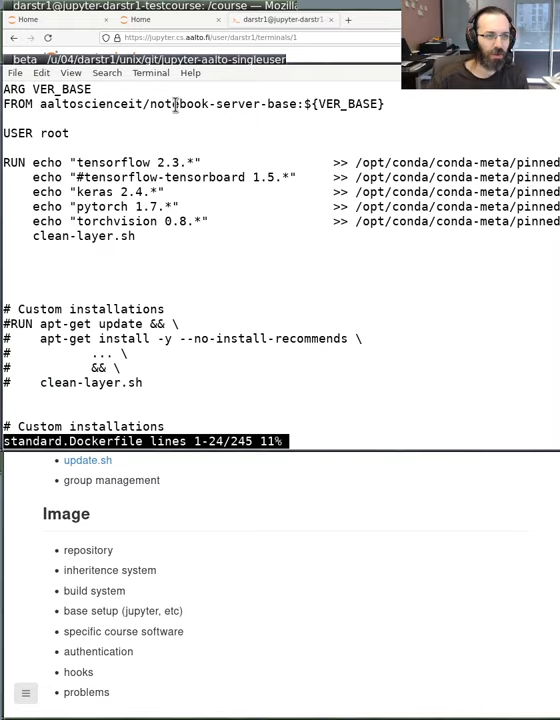 darstr1@jupyter-darstr1-testcourse: /course — Mozilla
Home × Home × darstr1@jupyter-darstr1-testc ×
https://jupyter.cs.aalto.fi/user/darstr1/terminals/1
beta /u/04/darstr1/unix/git/jupyter-aalto-singleuser
File Edit View Search Terminal Help
ARG VER_BASE
FROM aaltoscienceit/notebook-server-base:${VER_BASE}
USER root
RUN echo "tensorflow 2.3.*" >> /opt/conda/conda-meta/pinned
echo "#tensorflow-tensorboard 1.5.*" >> /opt/conda/conda-meta/pinned
echo "keras 2.4.*" >> /opt/conda/conda-meta/pinned
echo "pytorch 1.7.*" >> /opt/conda/conda-meta/pinned
echo "torchvision 0.8.*" >> /opt/conda/conda-meta/pinned
clean-layer.sh
# Custom installations
#RUN apt-get update && \
# apt-get install -y --no-install-recommends \
# ... \
# && \
# clean-layer.sh
# Custom installations
standard.Dockerfile lines 1-24/245 11%
• update.sh
• group management
Image
• repository
• inheritence system
• build system
• base setup (jupyter, etc)
• specific course software
• authentication
• hooks
• problems